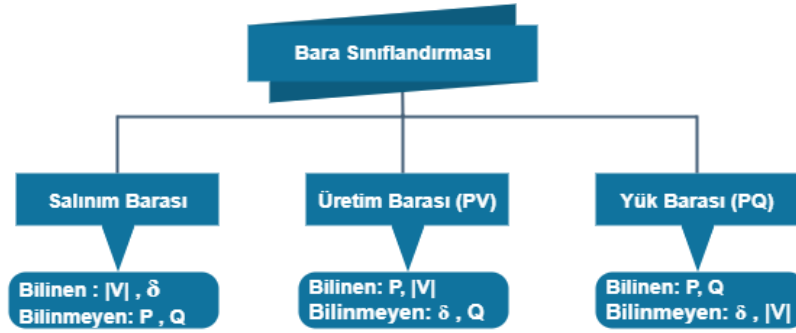 Bara Sınıflandırması
Salınım Barası
Bilinen : |V| , δ
Bilinmeyen: P , Q
Üretim Barası (PV)
Bilinen: P, |V|
Bilinmeyen: δ , Q
Yük Barası (PQ)
Bilinen: P, Q
Bilinmeyen: δ , |V|